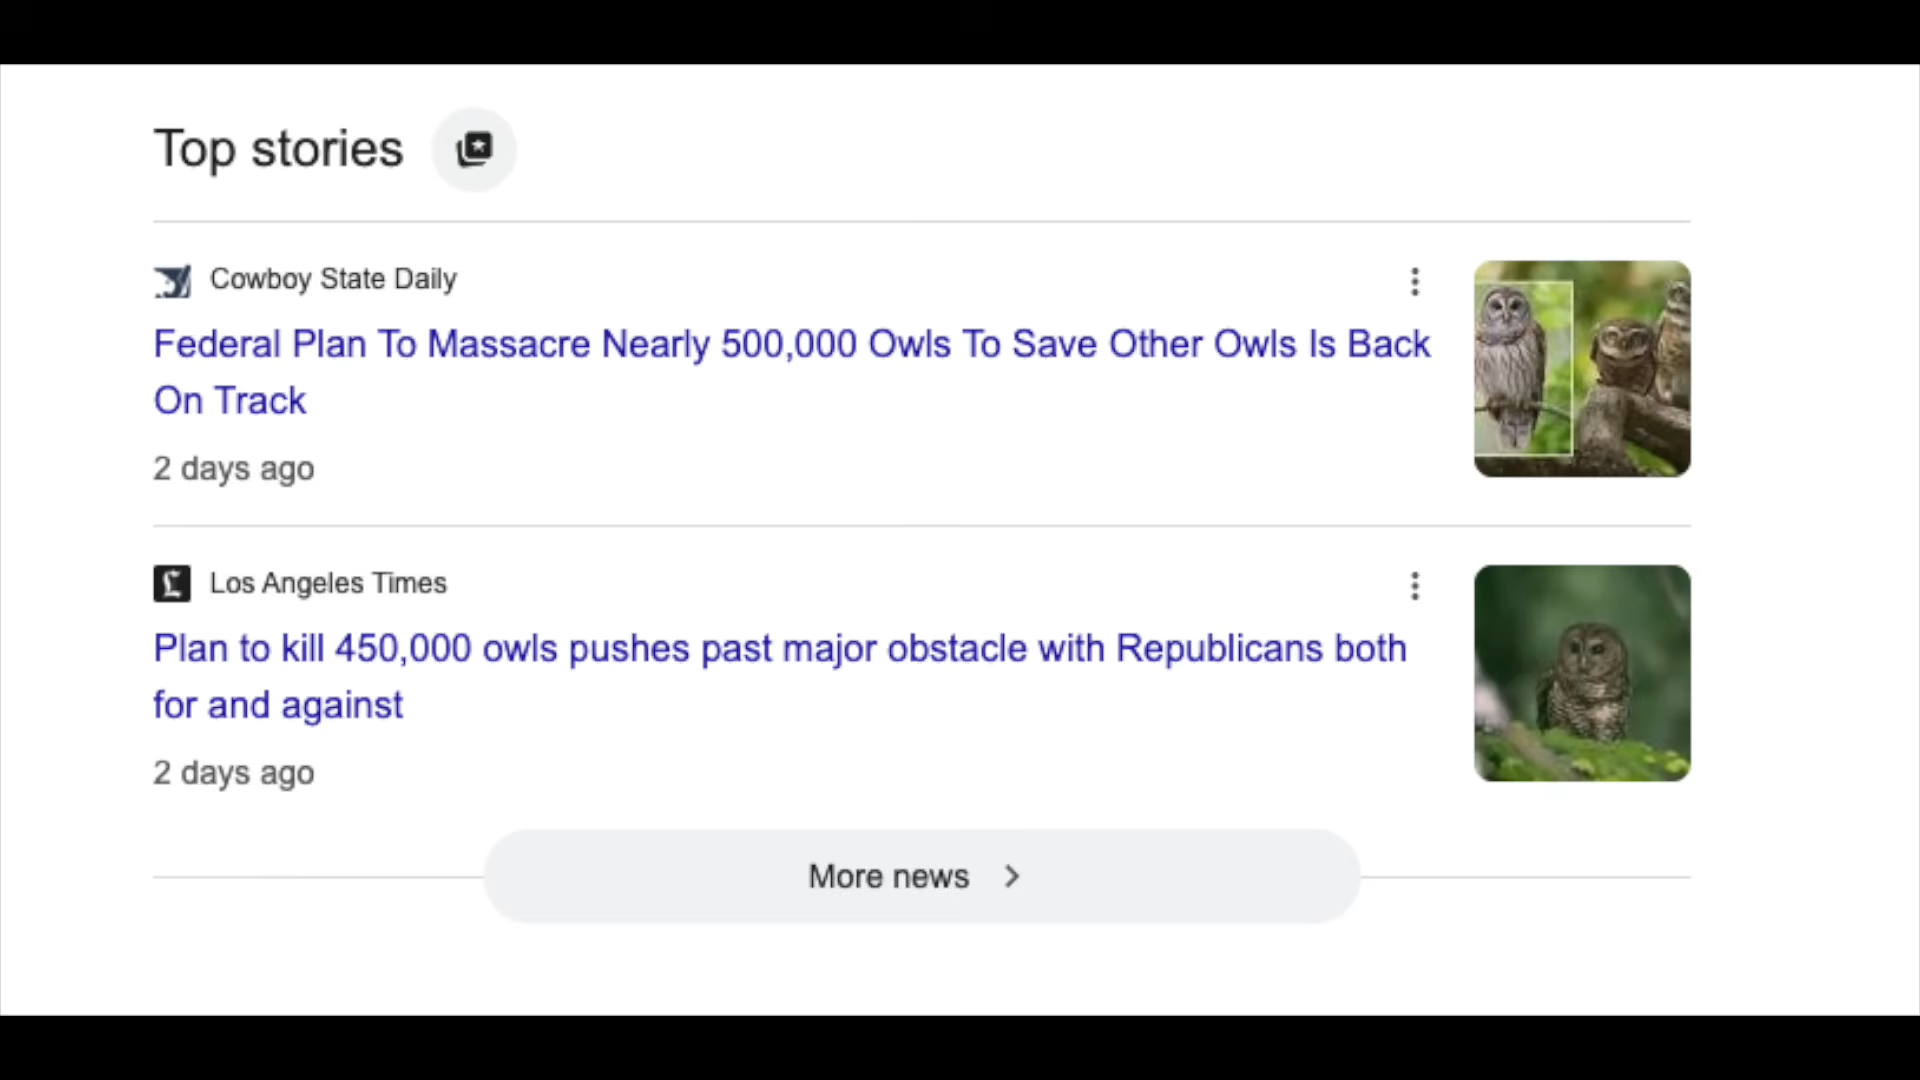 Top stories
Cowboy State Daily
Federal Plan To Massacre Nearly 500,000 Owls To Save Other Owls Is Back
On Track
2 days ago
Los Angeles Times
Plan to kill 450,000 owls pushes past major obstacle with Republicans both
for and against
2 days ago
More news